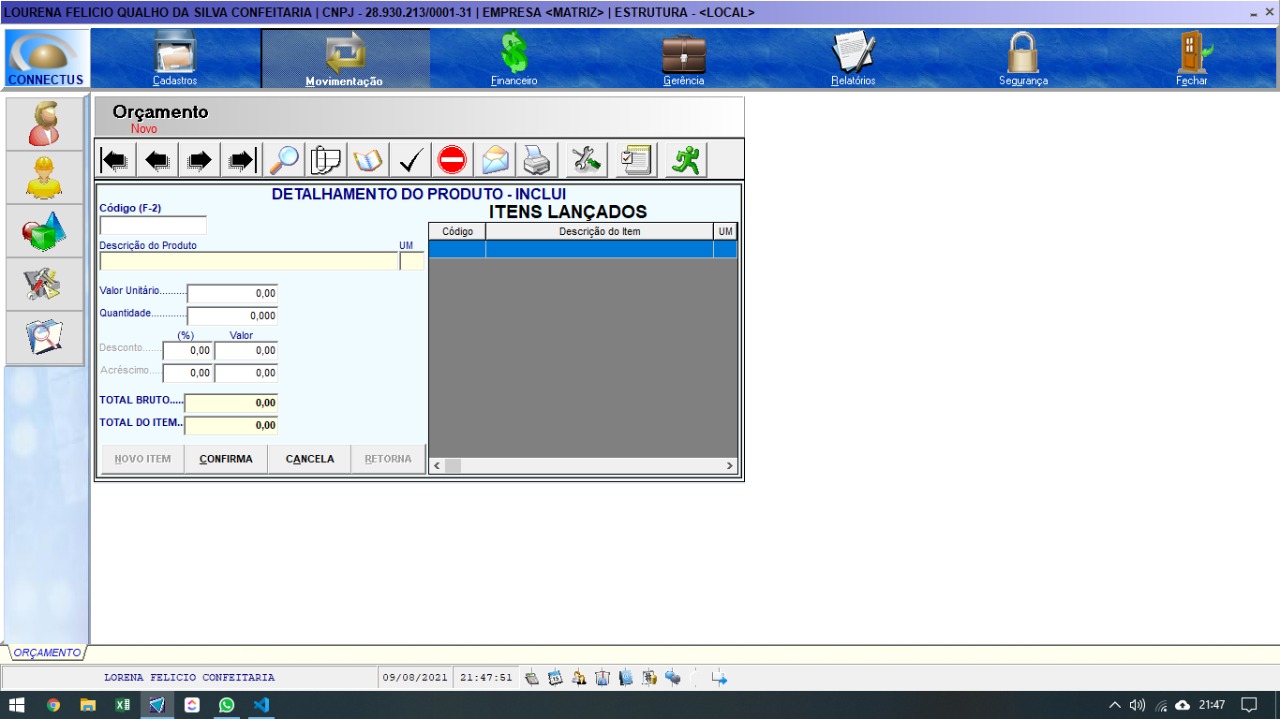 LOURENA FELICIO QUALHO DA SILVA CONFEITARIA | CNPJ - 28.930.213/0001-31 | EMPRESA <MATRIZ> | ESTRUTURA - <LOCAL>
CONNECTUS
Cadastros
Movimentação
Financeiro
Gerência
Relatórios
Segurança
Fechar
Orçamento
Novo
DETALHAMENTO DO PRODUTO - INCLUI
Código (F-2)
Descrição do Produto UM
Valor Unitário......... 0,00
Quantidade............ 0,000
(%) Valor
Desconto...... 0,00 0,00
Acréscimo.... 0,00 0,00
TOTAL BRUTO..... 0,00
TOTAL DO ITEM.. 0,00
NOVO ITEM CONFIRMA CANCELA RETORNA
ITENS LANÇADOS
Código Descrição do Item UM
ORÇAMENTO
LORENA FELICIO CONFEITARIA 09/08/2021 21:47:51
21:47